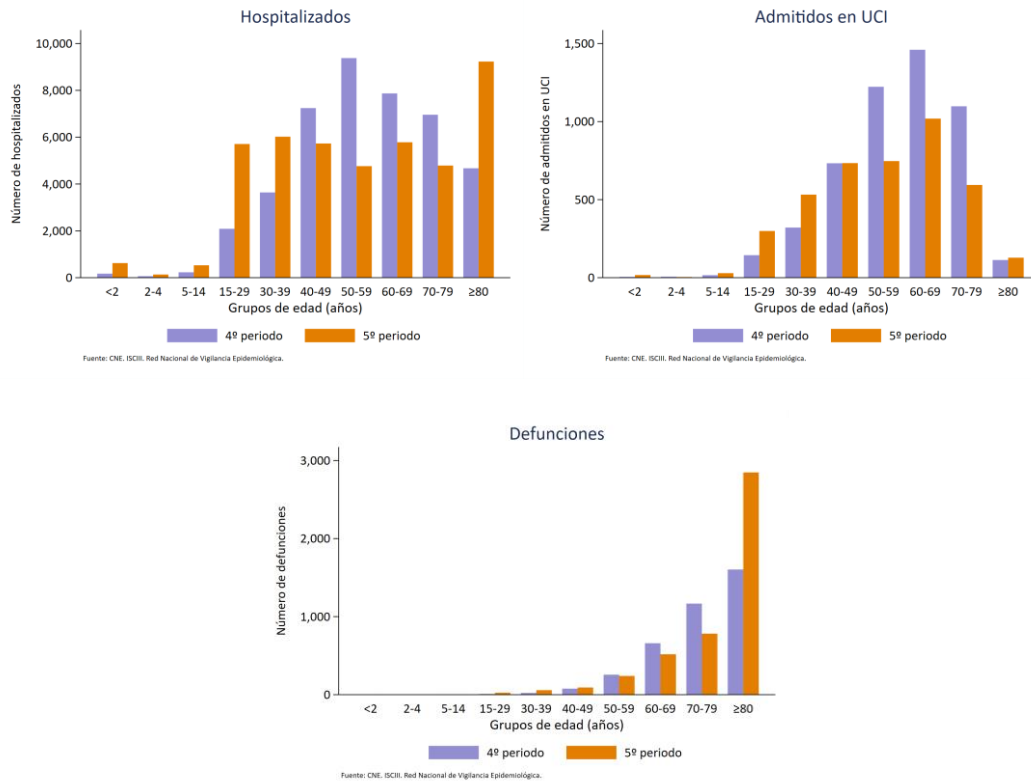 Hospitalizados
Número de hospitalizados
10,000
8,000
6,000
4,000
2,000
0
<2 2-4 5-14 15-29 30-39 40-49 50-59 60-69 70-79 ≥80
Grupos de edad (años)
4º periodo 5º periodo
Fuente: CNE. ISCIII. Red Nacional de Vigilancia Epidemiológica.
Admitidos en UCI
Número de admitidos en UCI
1,500
1,000
500
0
<2 2-4 5-14 15-29 30-39 40-49 50-59 60-69 70-79 ≥80
Grupos de edad (años)
4º periodo 5º periodo
Fuente: CNE. ISCIII. Red Nacional de Vigilancia Epidemiológica.
Defunciones
Número de defunciones
3,000
2,000
1,000
0
<2 2-4 5-14 15-29 30-39 40-49 50-59 60-69 70-79 ≥80
Grupos de edad (años)
4º periodo 5º periodo
Fuente: CNE. ISCIII. Red Nacional de Vigilancia Epidemiológica.